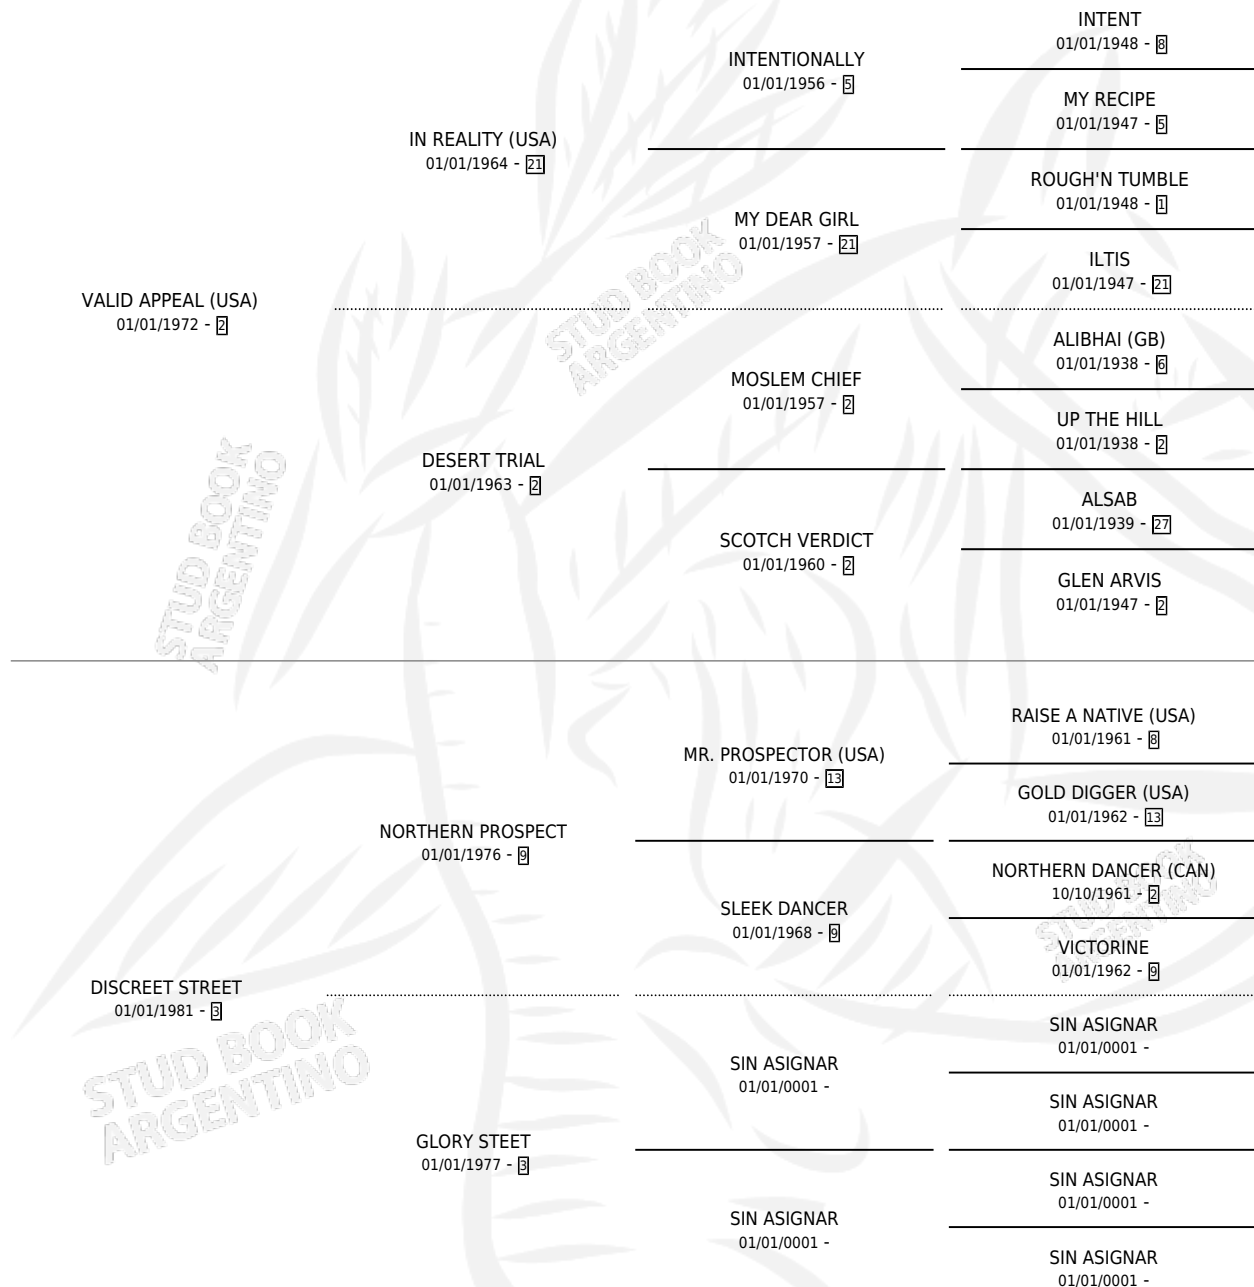 INTENT
01/01/1948 - 8
INTENTIONALLY
01/01/1956 - 5
MY RECIPE
01/01/1947 - 5
IN REALITY (USA)
01/01/1964 - 21
ROUGH'N TUMBLE
01/01/1948 - 1
MY DEAR GIRL
01/01/1957 - 21
ILTIS
01/01/1947 - 21
VALID APPEAL (USA)
01/01/1972 - 2
ALIBHAI (GB)
01/01/1938 - 6
MOSLEM CHIEF
01/01/1957 - 2
UP THE HILL
01/01/1938 - 2
DESERT TRIAL
01/01/1963 - 2
ALSAB
01/01/1939 - 27
SCOTCH VERDICT
01/01/1960 - 2
GLEN ARVIS
01/01/1947 - 2
RAISE A NATIVE (USA)
01/01/1961 - 8
MR. PROSPECTOR (USA)
01/01/1970 - 13
GOLD DIGGER (USA)
01/01/1962 - 13
NORTHERN PROSPECT
01/01/1976 - 9
NORTHERN DANCER (CAN)
10/10/1961 - 2
SLEEK DANCER
01/01/1968 - 9
VICTORINE
01/01/1962 - 9
DISCREET STREET
01/01/1981 - 3
SIN ASIGNAR
01/01/0001 -
SIN ASIGNAR
01/01/0001 -
SIN ASIGNAR
01/01/0001 -
GLORY STEET
01/01/1977 - 3
SIN ASIGNAR
01/01/0001 -
SIN ASIGNAR
01/01/0001 -
SIN ASIGNAR
01/01/0001 -
STUD BOOK
ARGENTINO
STUD BOOK
ARGENTINO
STUD BOOK
ARGENTINO
STUD BOOK
ARGENTINO